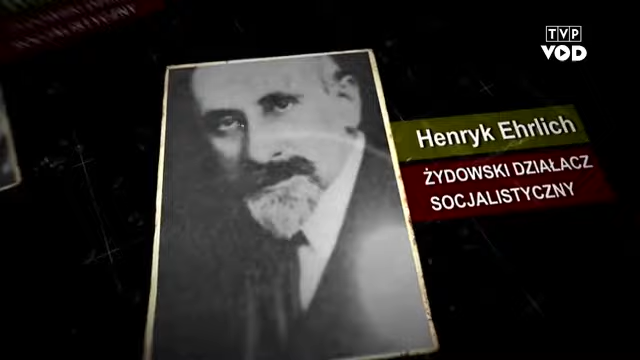 TVP
VOD
Henryk Ehrlich
ŻYDOWSKI DZIAŁACZ
SOCJALISTYCZNY